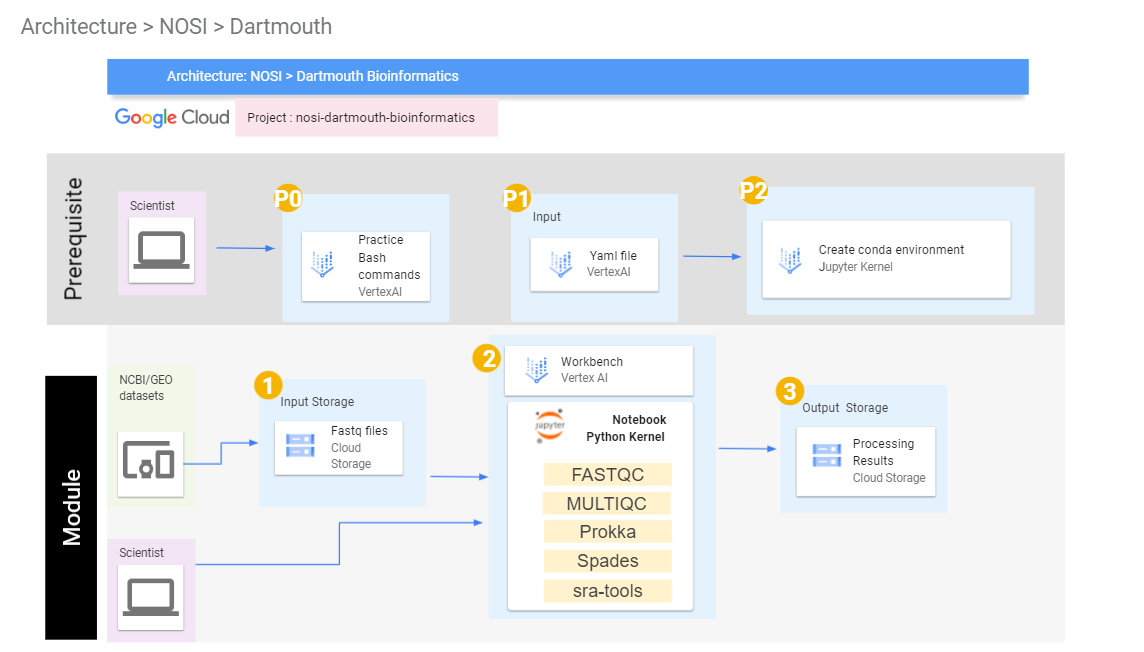 Architecture > NOSI > Dartmouth
Architecture: NOSI > Dartmouth Bioinformatics
Google Cloud
Project : nosi-dartmouth-bioinformatics
Prerequisite
Scientist
P0
Practice
Bash
commands
VertexAI
P1
Input
Yaml file
VertexAI
P2
Create conda environment
Jupyter Kernel
Module
NCBI/GEO
datasets
Scientist
1
Input Storage
Fastq files
Cloud
Storage
2
Workbench
Vertex AI
jupyter
Notebook
Python Kernel
FASTQC
MULTIQC
Prokka
Spades
sra-tools
3
Output Storage
Processing
Results
Cloud Storage